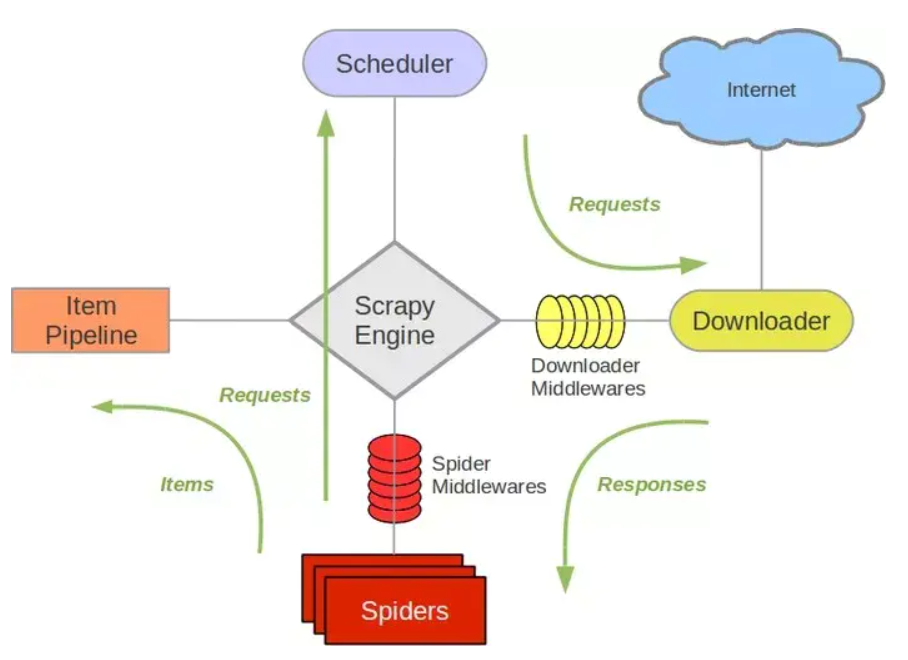 Scheduler
Internet
Requests
Item
Pipeline
Scrapy
Engine
Downloader
Downloader
Middlewares
Requests
Items
Spider
Middlewares
Responses
Spiders